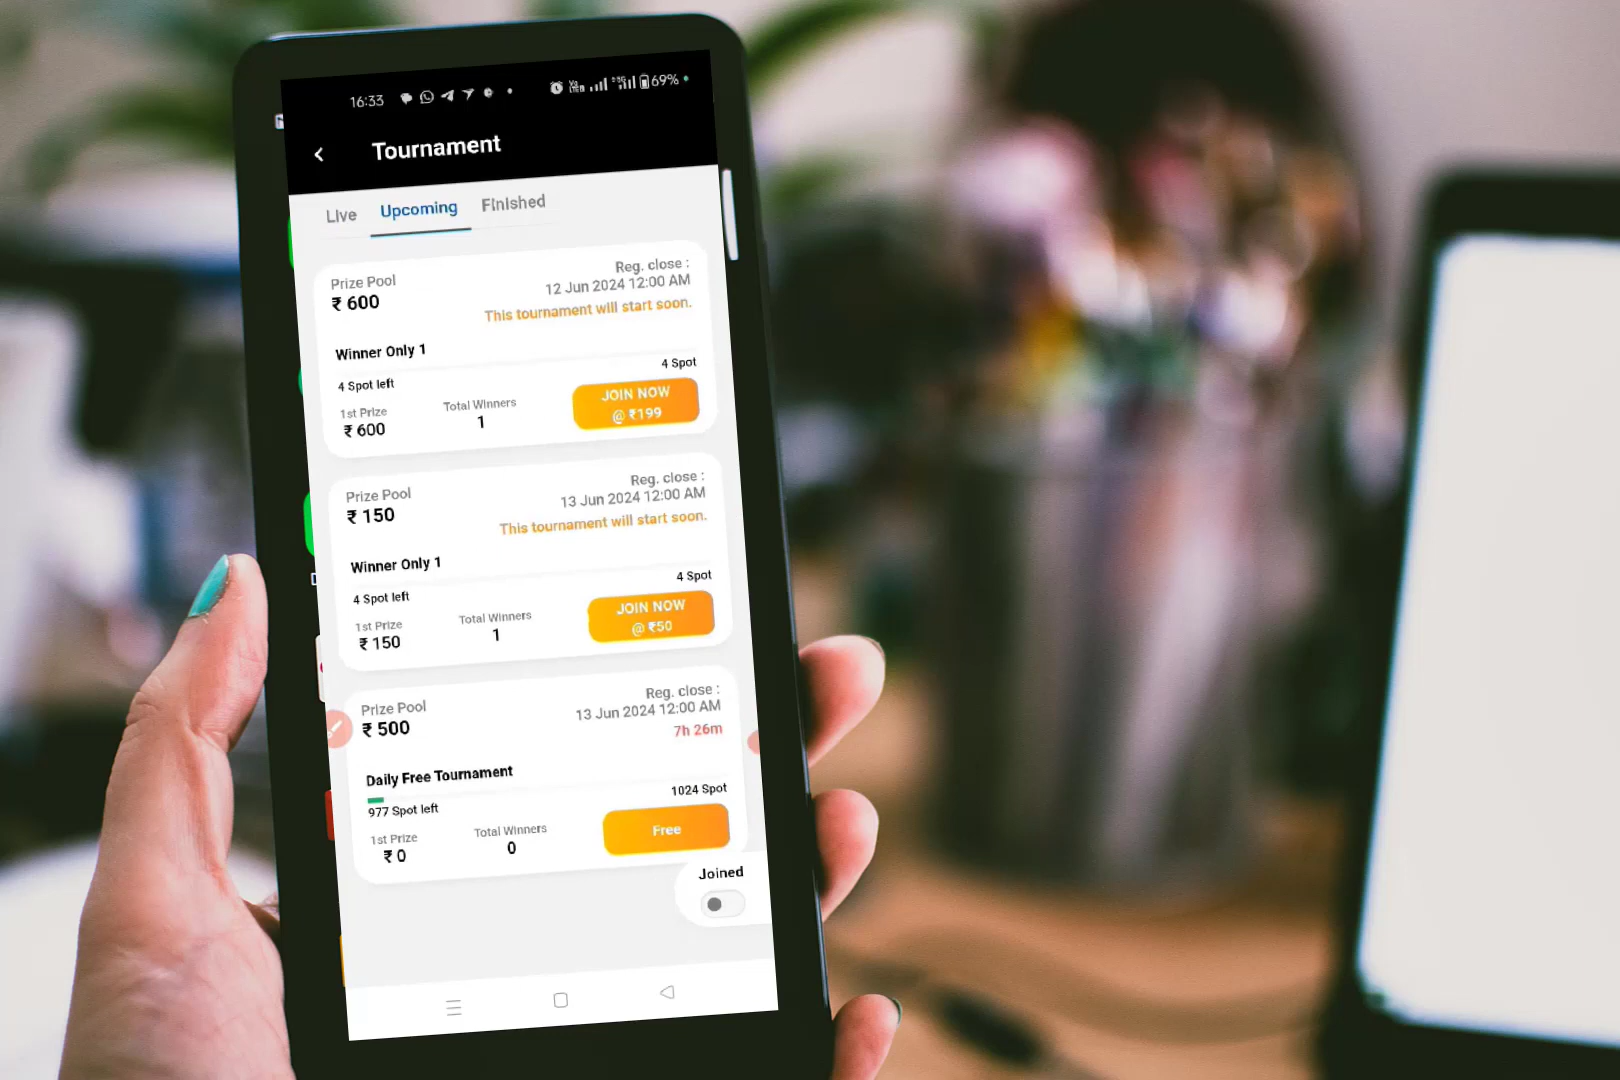 16:33
69%
Tournament
Live Upcoming Finished
Prize Pool
₹ 600
Reg. close :
12 Jun 2024 12:00 AM
This tournament will start soon.
Winner Only 1
4 Spot left
4 Spot
1st Prize
₹ 600
Total Winners
1
JOIN NOW
@ ₹199
Prize Pool
₹ 150
Reg. close :
13 Jun 2024 12:00 AM
This tournament will start soon.
Winner Only 1
4 Spot left
4 Spot
1st Prize
₹ 150
Total Winners
1
JOIN NOW
@ ₹50
Prize Pool
₹ 500
Reg. close :
13 Jun 2024 12:00 AM
7h 26m
Daily Free Tournament
977 Spot left
1024 Spot
1st Prize
₹ 0
Total Winners
0
Free
Joined